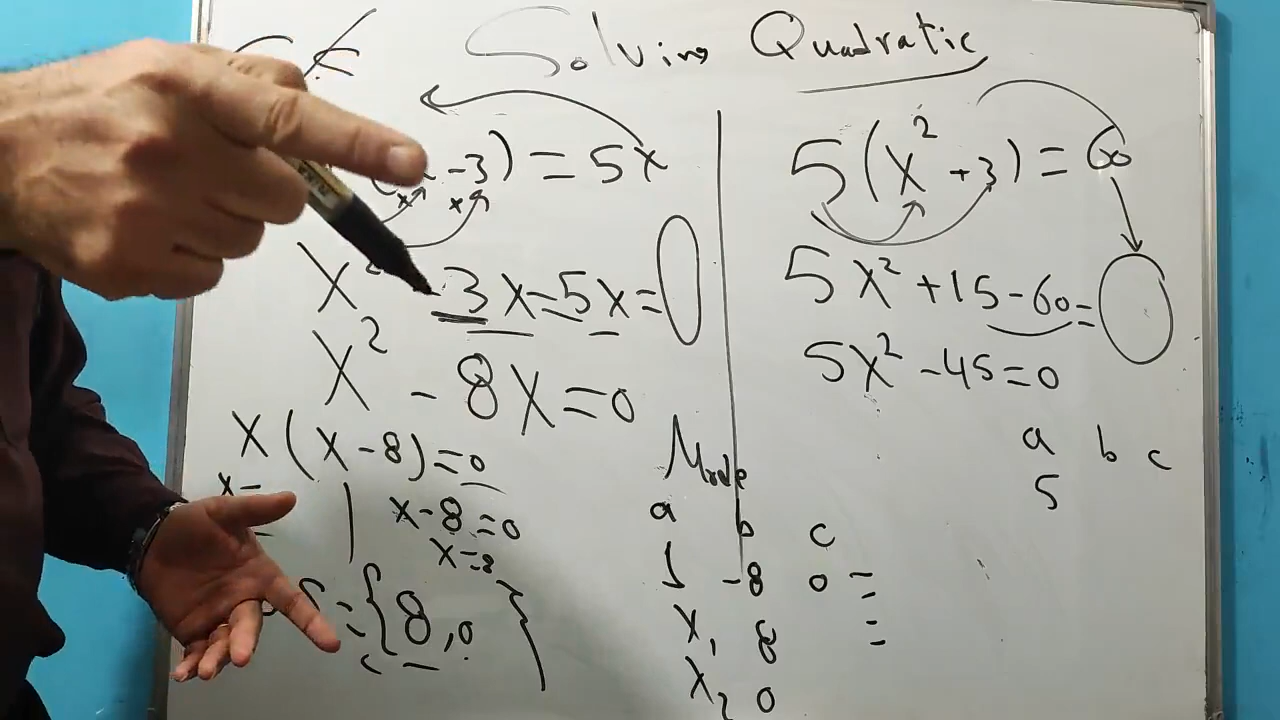 Solving Quadratic
-3) = 5x
x x
x² -3x-5x=0
x² - 8x=0
x(x-8)=0
x-8=0
x=8
S={8,0}
5(x²+3)=60
5x²+15-60=0
5x²-45=0
a b c
5
Mode
a b c
1 -8 0 =
x₁ 8 =
x₂ 0